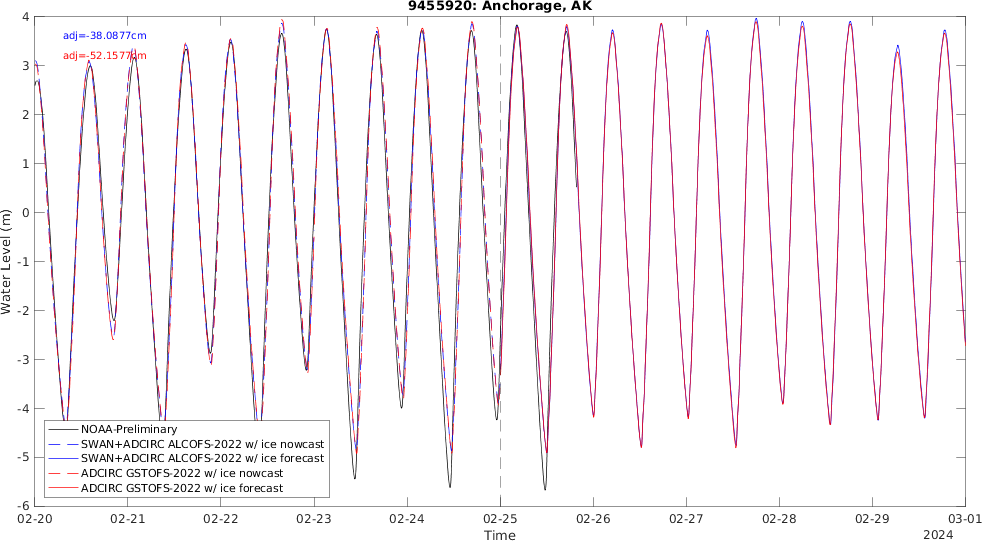 9455920: Anchorage, AK
adj=-38.0877cm
adj=-52.1577cm
Water Level (m)
4
3
2
1
0
-1
-2
-3
-4
-5
-6
NOAA-Preliminary
SWAN+ADCIRC ALCOFS-2022 w/ ice nowcast
SWAN+ADCIRC ALCOFS-2022 w/ ice forecast
ADCIRC GSTOFS-2022 w/ ice nowcast
ADCIRC GSTOFS-2022 w/ ice forecast
02-20 02-21 02-22 02-23 02-24 02-25 02-26 02-27 02-28 02-29 03-01
Time
2024